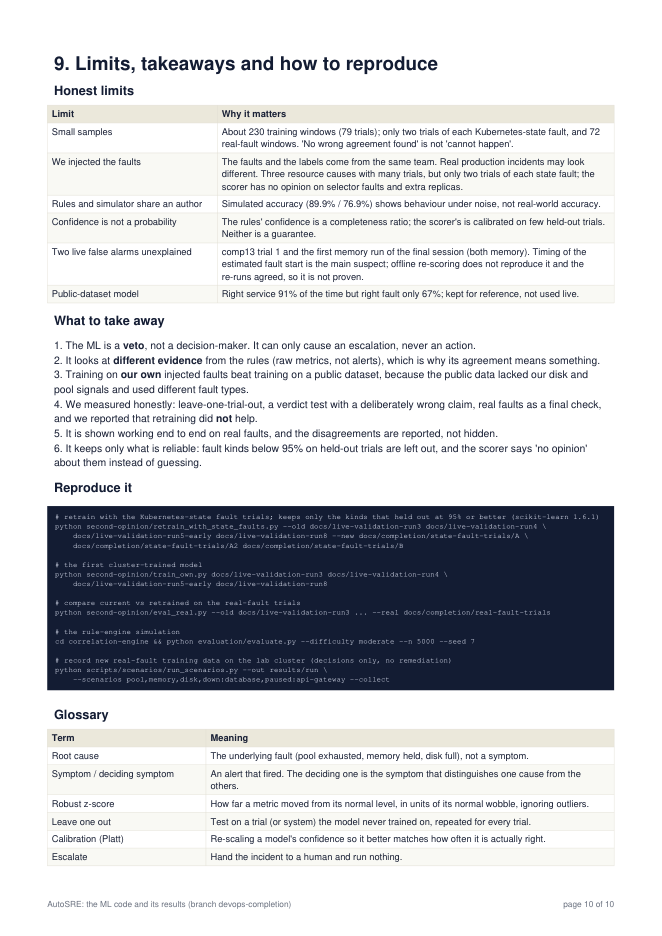 9. Limits, takeaways and how to reproduce
Honest limits
Limit Why it matters
Small samples About 230 training windows (79 trials); only two trials of each Kubernetes-state fault, and 72
real-fault windows. 'No wrong agreement found' is not 'cannot happen'.
We injected the faults The faults and the labels come from the same team. Real production incidents may look
different. Three resource causes with many trials, but only two trials of each state fault; the
scorer has no opinion on selector faults and extra replicas.
Rules and simulator share an author Simulated accuracy (89.9% / 76.9%) shows behaviour under noise, not real-world accuracy.
Confidence is not a probability The rules' confidence is a completeness ratio; the scorer's is calibrated on few held-out trials.
Neither is a guarantee.
Two live false alarms unexplained comp13 trial 1 and the first memory run of the final session (both memory). Timing of the
estimated fault start is the main suspect; offline re-scoring does not reproduce it and the
re-runs agree, so it is not proven.
Public-dataset model Right service 91% of the time but right fault only 67%; kept for reference, not used live.
What to take away
1. The ML is a veto, not a decision-maker. It can only cause an escalation, never an action.
2. It looks at different evidence from the rules (raw metrics, not alerts), which is why its agreement means something.
3. Training on our own injected faults beat training on a public dataset, because the public data lacked our disk and
pool signals and used different fault types.
4. We measured honestly: leave-one-trial-out, a verdict test with a deliberately wrong claim, real faults as a final check,
and we reported that retraining did not help.
5. It is shown working end to end on real faults, and the disagreements are reported, not hidden.
6. It keeps only what is reliable: fault kinds below 95% on held-out trials are left out, and the scorer says 'no opinion'
about them instead of guessing.
Reproduce it
# retrain with the Kubernetes-state fault trials; keeps only the kinds that held out at 95% or better (scikit-learn 1.6.1)
python second-opinion/retrain_with_state_faults.py --old docs/live-validation-run3 docs/live-validation-run4 \
docs/live-validation-run5-early docs/live-validation-run8 --new docs/completion/state-fault-trials/A \
docs/completion/state-fault-trials/A2 docs/completion/state-fault-trials/B
# the first cluster-trained model
python second-opinion/train_own.py docs/live-validation-run3 docs/live-validation-run4 \
docs/live-validation-run5-early docs/live-validation-run8
# compare current vs retrained on the real-fault trials
python second-opinion/eval_real.py --old docs/live-validation-run3 ... --real docs/completion/real-fault-trials
# the rule-engine simulation
cd correlation-engine && python evaluation/evaluate.py --difficulty moderate --n 5000 --seed 7
# record new real-fault training data on the lab cluster (decisions only, no remediation)
python scripts/scenarios/run_scenarios.py --out results/run \
--scenarios pool,memory,disk,down:database,paused:api-gateway --collect
Glossary
Term Meaning
Root cause The underlying fault (pool exhausted, memory held, disk full), not a symptom.
Symptom / deciding symptom An alert that fired. The deciding one is the symptom that distinguishes one cause from the
others.
Robust z-score How far a metric moved from its normal level, in units of its normal wobble, ignoring outliers.
Leave one out Test on a trial (or system) the model never trained on, repeated for every trial.
Calibration (Platt) Re-scaling a model's confidence so it better matches how often it is actually right.
Escalate Hand the incident to a human and run nothing.
AutoSRE: the ML code and its results (branch devops-completion) page 10 of 10